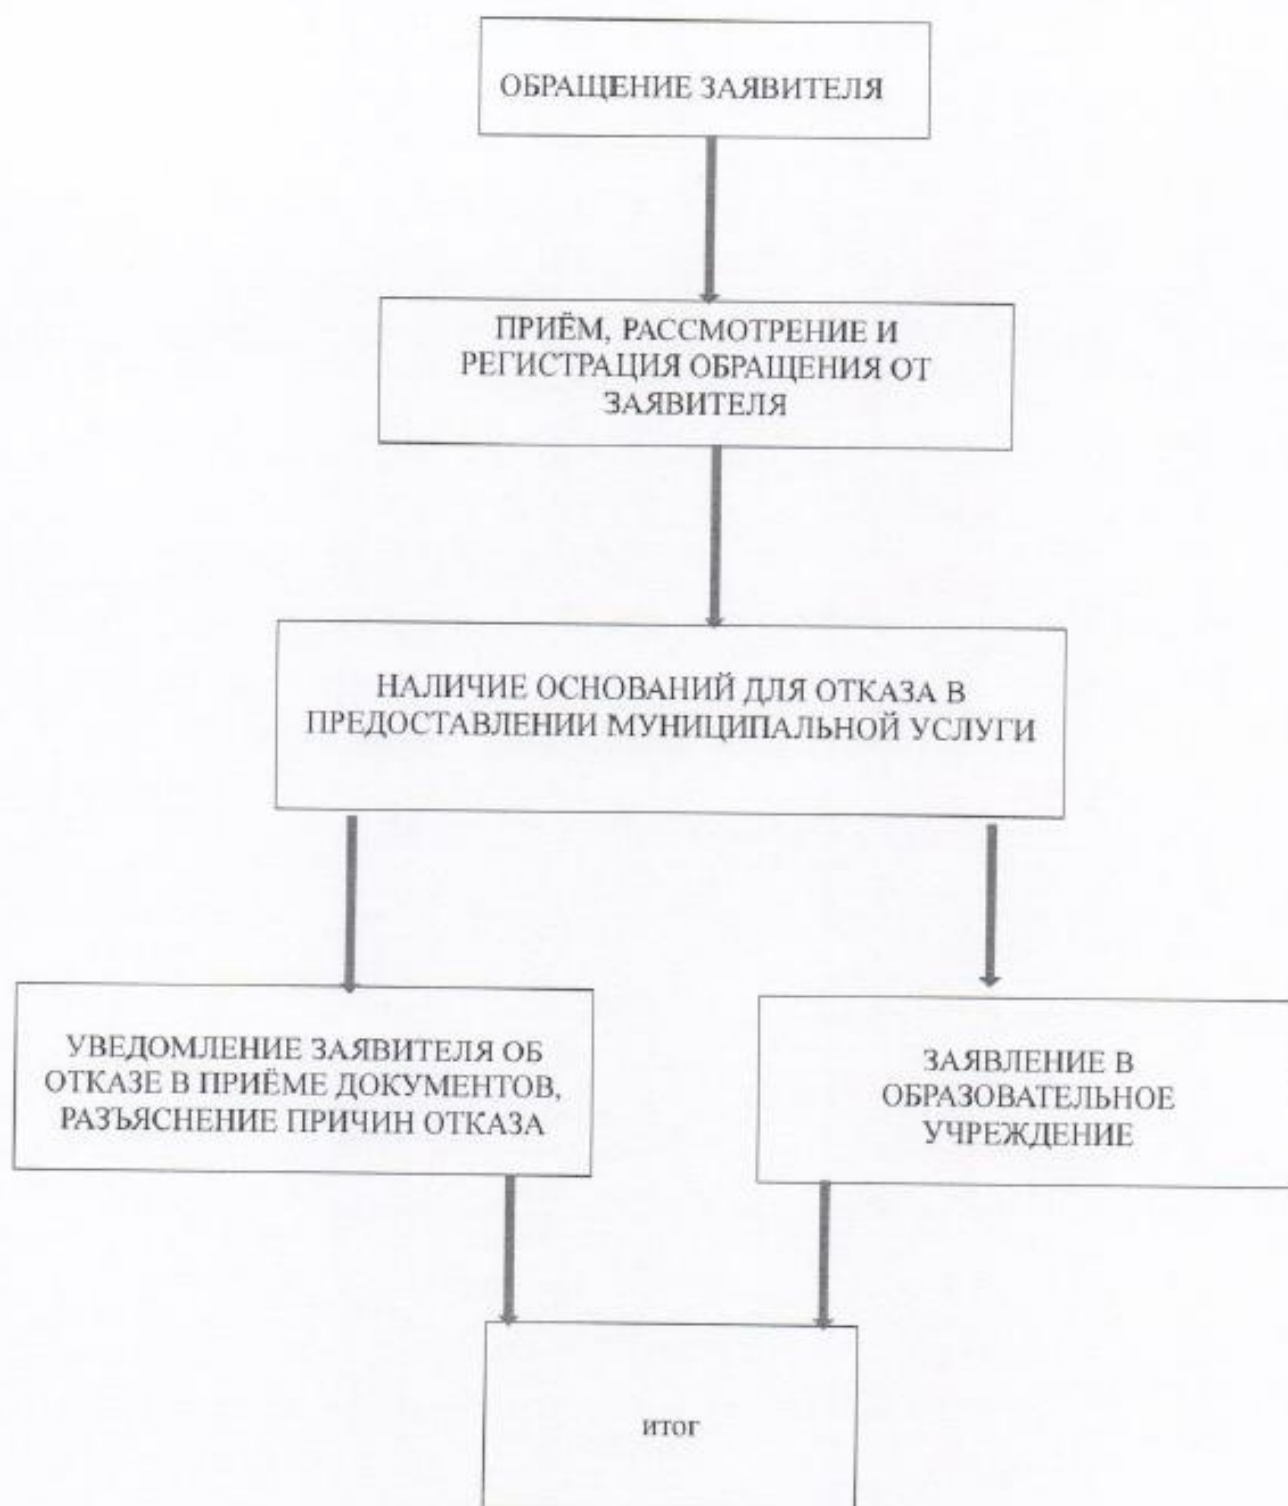 ОБРАЩЕНИЕ ЗАЯВИТЕЛЯ
ПРИЁМ, РАССМОТРЕНИЕ И
РЕГИСТРАЦИЯ ОБРАЩЕНИЯ ОТ
ЗАЯВИТЕЛЯ
НАЛИЧИЕ ОСНОВАНИЙ ДЛЯ ОТКАЗА В
ПРЕДОСТАВЛЕНИИ МУНИЦИПАЛЬНОЙ УСЛУГИ
УВЕДОМЛЕНИЕ ЗАЯВИТЕЛЯ ОБ
ОТКАЗЕ В ПРИЁМЕ ДОКУМЕНТОВ,
РАЗЪЯСНЕНИЕ ПРИЧИН ОТКАЗА
ЗАЯВЛЕНИЕ В
ОБРАЗОВАТЕЛЬНОЕ
УЧРЕЖДЕНИЕ
итог